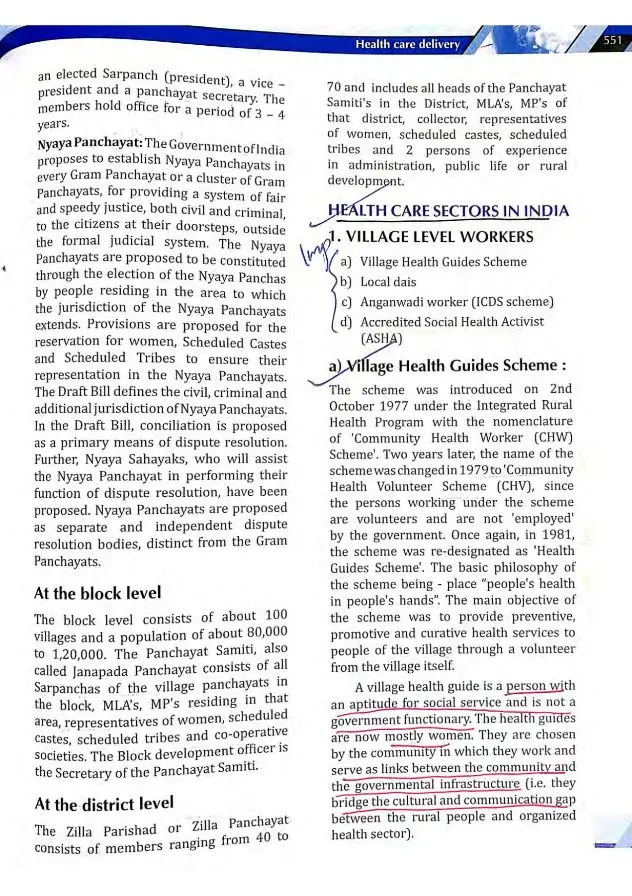 Health care delivery
551
an elected Sarpanch (president), a vice –
president and a panchayat secretary. The
members hold office for a period of 3 – 4
years.
Nyaya Panchayat: The Government of India
proposes to establish Nyaya Panchayats in
every Gram Panchayat or a cluster of Gram
Panchayats, for providing a system of fair
and speedy justice, both civil and criminal,
to the citizens at their doorsteps, outside
the formal judicial system. The Nyaya
Panchayats are proposed to be constituted
through the election of the Nyaya Panchas
by people residing in the area to which
the jurisdiction of the Nyaya Panchayats
extends. Provisions are proposed for the
reservation for women, Scheduled Castes
and Scheduled Tribes to ensure their
representation in the Nyaya Panchayats.
The Draft Bill defines the civil, criminal and
additional jurisdiction of Nyaya Panchayats.
In the Draft Bill, conciliation is proposed
as a primary means of dispute resolution.
Further, Nyaya Sahayaks, who will assist
the Nyaya Panchayat in performing their
function of dispute resolution, have been
proposed. Nyaya Panchayats are proposed
as separate and independent dispute
resolution bodies, distinct from the Gram
Panchayats.
At the block level
The block level consists of about 100
villages and a population of about 80,000
to 1,20,000. The Panchayat Samiti, also
called Janapada Panchayat consists of all
Sarpanchas of the village panchayats in
the block, MLA's, MP's residing in that
area, representatives of women, scheduled
castes, scheduled tribes and co-operative
societies. The Block development officer is
the Secretary of the Panchayat Samiti.
At the district level
The Zilla Parishad or Zilla Panchayat
consists of members ranging from 40 to
70 and includes all heads of the Panchayat
Samiti's in the District, MLA's, MP's of
that district, collector, representatives
of women, scheduled castes, scheduled
tribes and 2 persons of experience
in administration, public life or rural
development.
HEALTH CARE SECTORS IN INDIA
1. VILLAGE LEVEL WORKERS
Imp
a) Village Health Guides Scheme
b) Local dais
c) Anganwadi worker (ICDS scheme)
d) Accredited Social Health Activist
(ASHA)
a) Village Health Guides Scheme :
The scheme was introduced on 2nd
October 1977 under the Integrated Rural
Health Program with the nomenclature
of 'Community Health Worker (CHW)
Scheme'. Two years later, the name of the
scheme was changed in 1979 to 'Community
Health Volunteer Scheme (CHV), since
the persons working under the scheme
are volunteers and are not 'employed'
by the government. Once again, in 1981,
the scheme was re-designated as 'Health
Guides Scheme'. The basic philosophy of
the scheme being - place "people's health
in people's hands". The main objective of
the scheme was to provide preventive,
promotive and curative health services to
people of the village through a volunteer
from the village itself.
A village health guide is a person with
an aptitude for social service and is not a
government functionary. The health guides
are now mostly women. They are chosen
by the community in which they work and
serve as links between the community and
the governmental infrastructure (i.e. they
bridge the cultural and communication gap
between the rural people and organized
health sector).